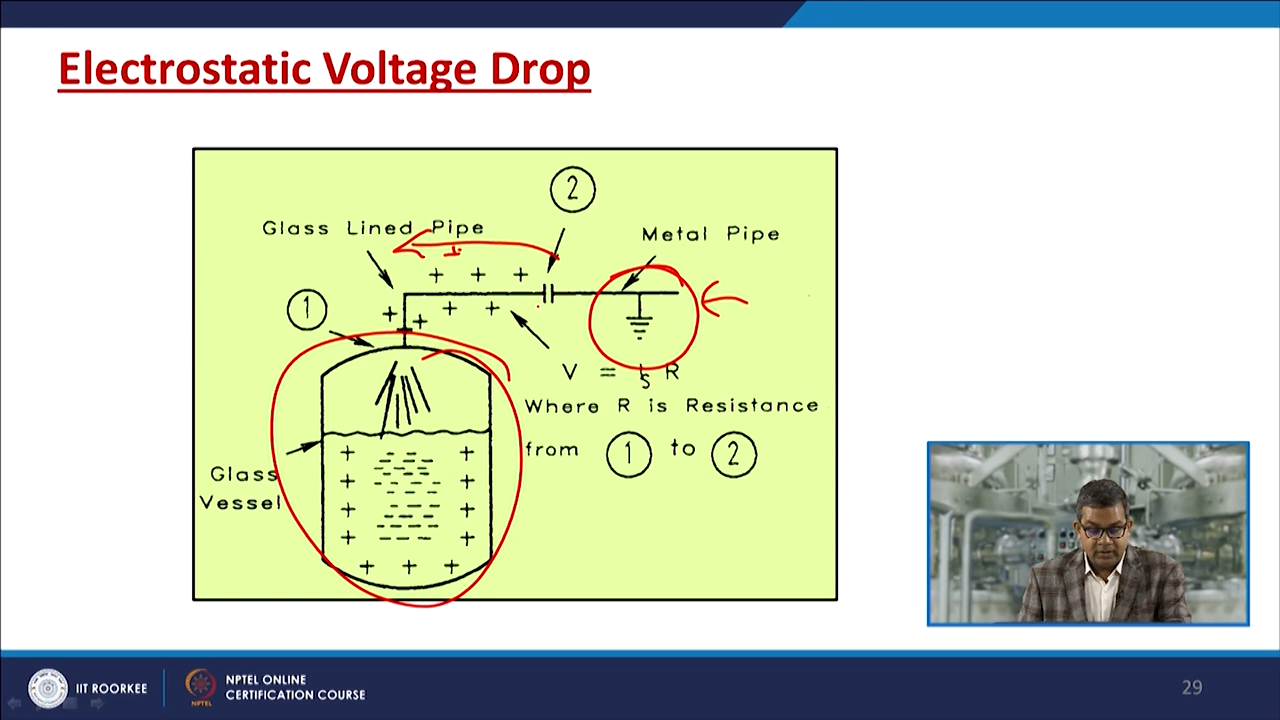 Electrostatic Voltage Drop
2
Glass Lined Pipe
Metal Pipe
1
V = Is R
Where R is Resistance
from 1 to 2
Glass
Vessel
IIT ROORKEE
NPTEL
NPTEL ONLINE
CERTIFICATION COURSE
29